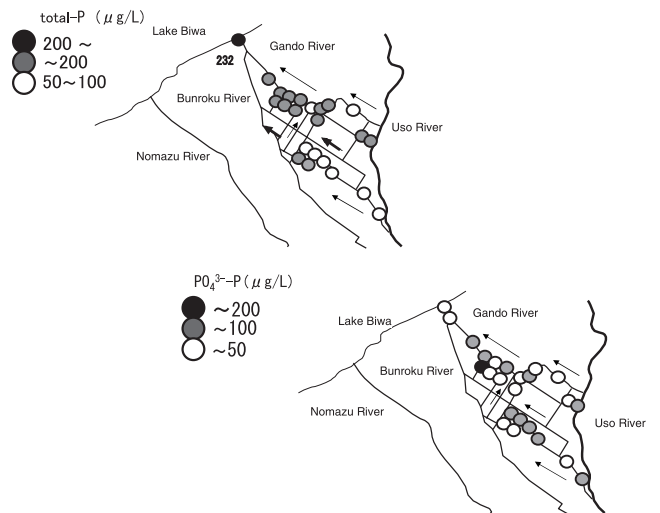 total-P (μg/L)
200 ~
~200
50~100
Lake Biwa
Gando River
232
Bunroku River
Uso River
Nomazu River
PO₄³⁻-P(μg/L)
~200
~100
~50
Lake Biwa
Gando River
Bunroku River
Nomazu River
Uso River